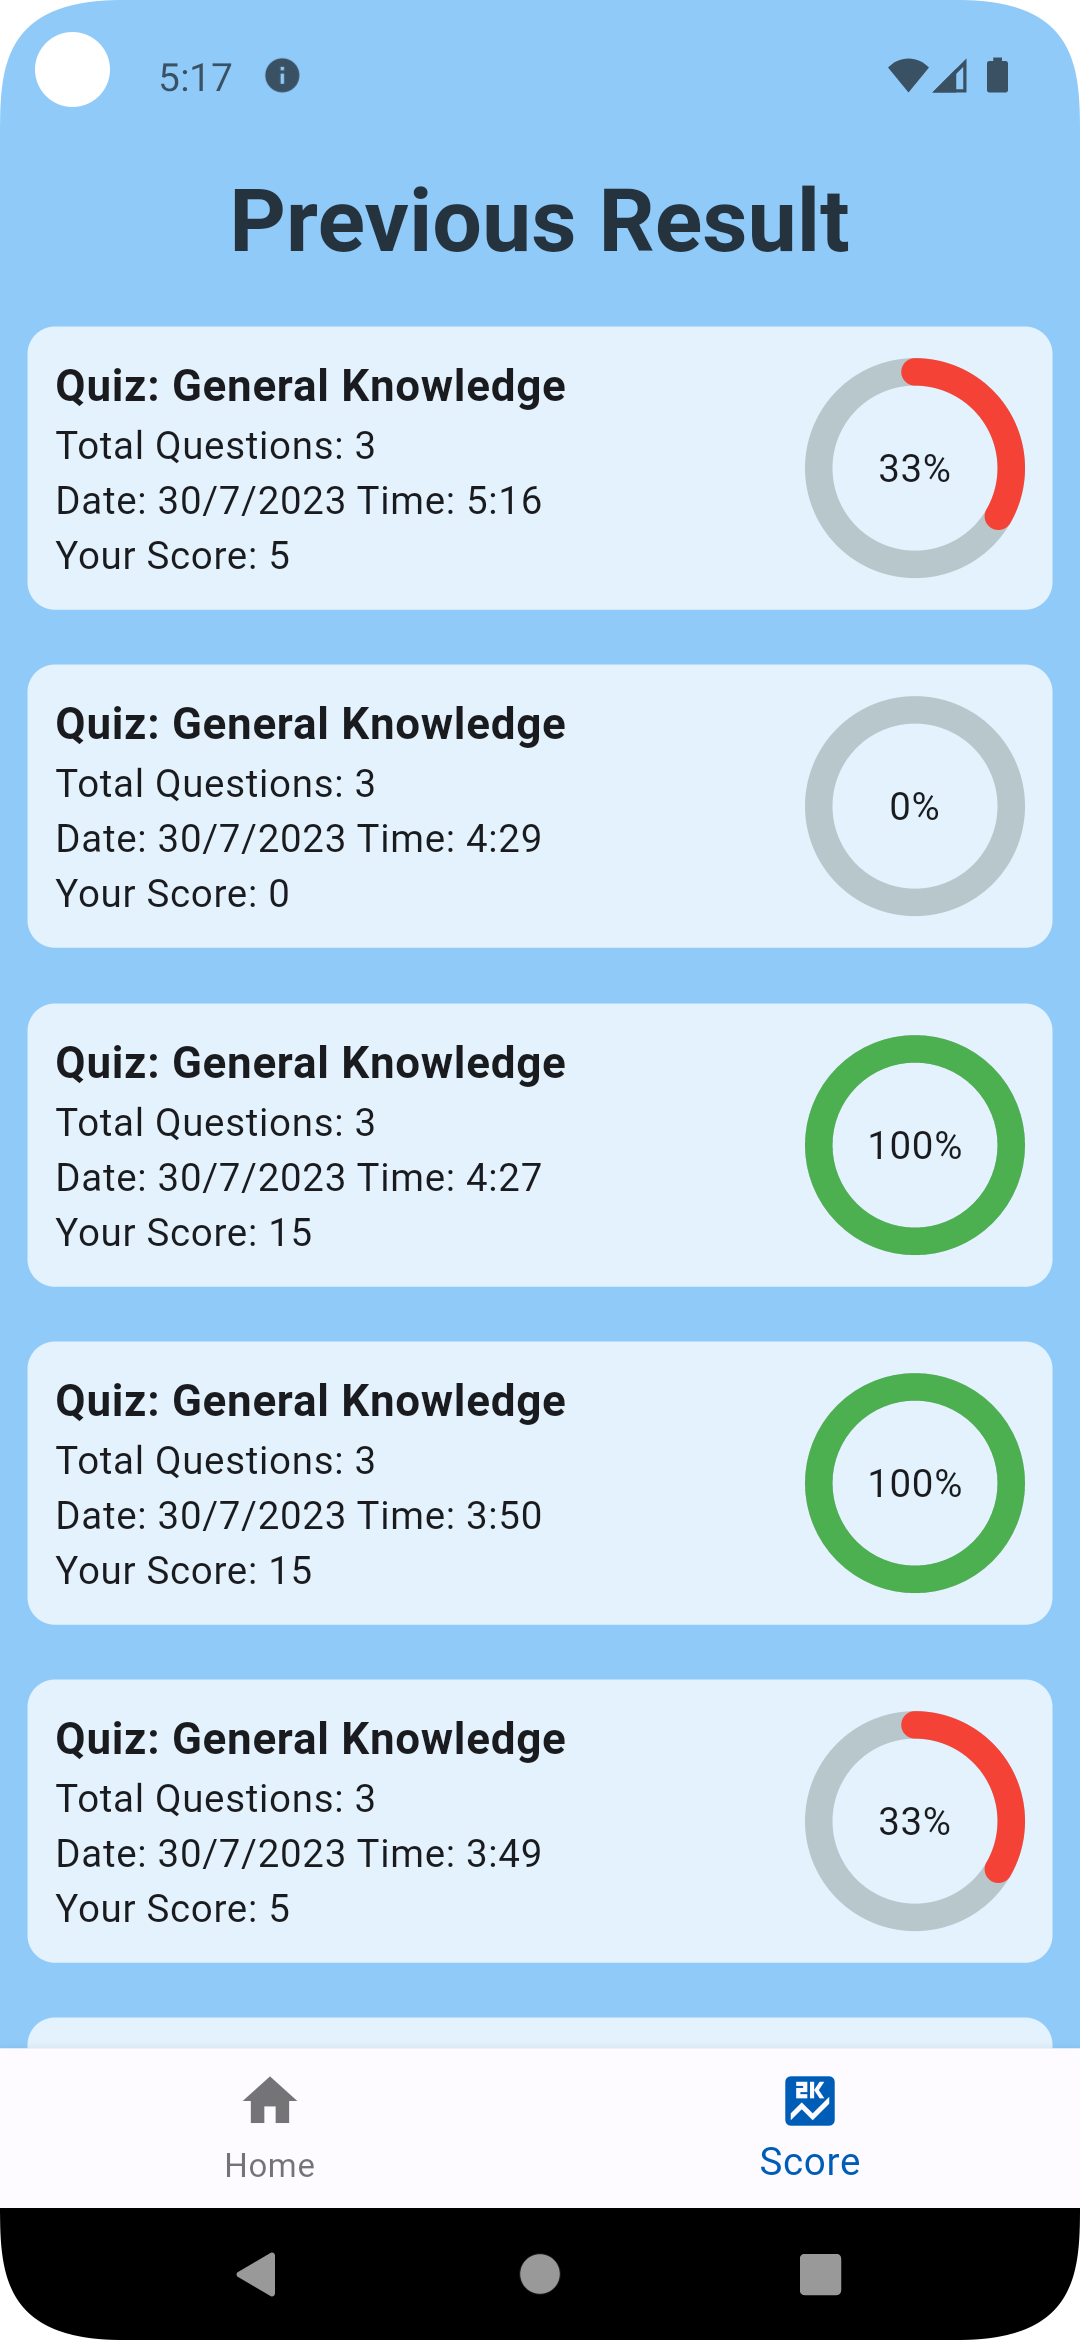 5:17
Previous Result
Quiz: General Knowledge
Total Questions: 3
Date: 30/7/2023 Time: 5:16
Your Score: 5
33%
Quiz: General Knowledge
Total Questions: 3
Date: 30/7/2023 Time: 4:29
Your Score: 0
0%
Quiz: General Knowledge
Total Questions: 3
Date: 30/7/2023 Time: 4:27
Your Score: 15
100%
Quiz: General Knowledge
Total Questions: 3
Date: 30/7/2023 Time: 3:50
Your Score: 15
100%
Quiz: General Knowledge
Total Questions: 3
Date: 30/7/2023 Time: 3:49
Your Score: 5
33%
2K
Home
Score